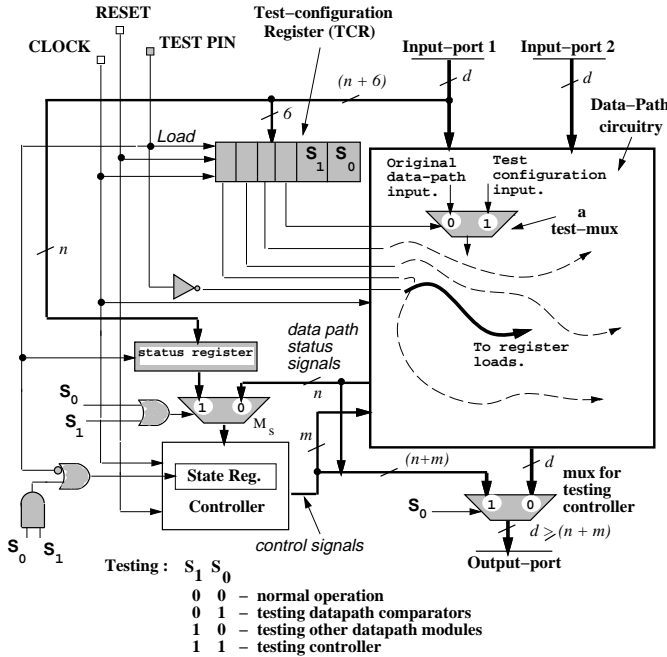 RESET
CLOCK
TEST PIN
Test−configuration
Register (TCR)
Input−port 1
Input−port 2
d
d
(n + 6)
6
Load
S1 S0
Data−Path
circuitry
Original
data−path
input.
Test
configuration
input.
0 1
a
test−mux
n
To register
loads.
status register
data path
status
signals
n
S0
S1
1 0
Ms
m
(n+m)
d
State Reg.
Controller
mux for
testing
controller
1 0
S0
S0 S1
control signals
d ≥ (n + m)
Output−port
Testing : S1 S0
0 0 − normal operation
0 1 − testing datapath comparators
1 0 − testing other datapath modules
1 1 − testing controller